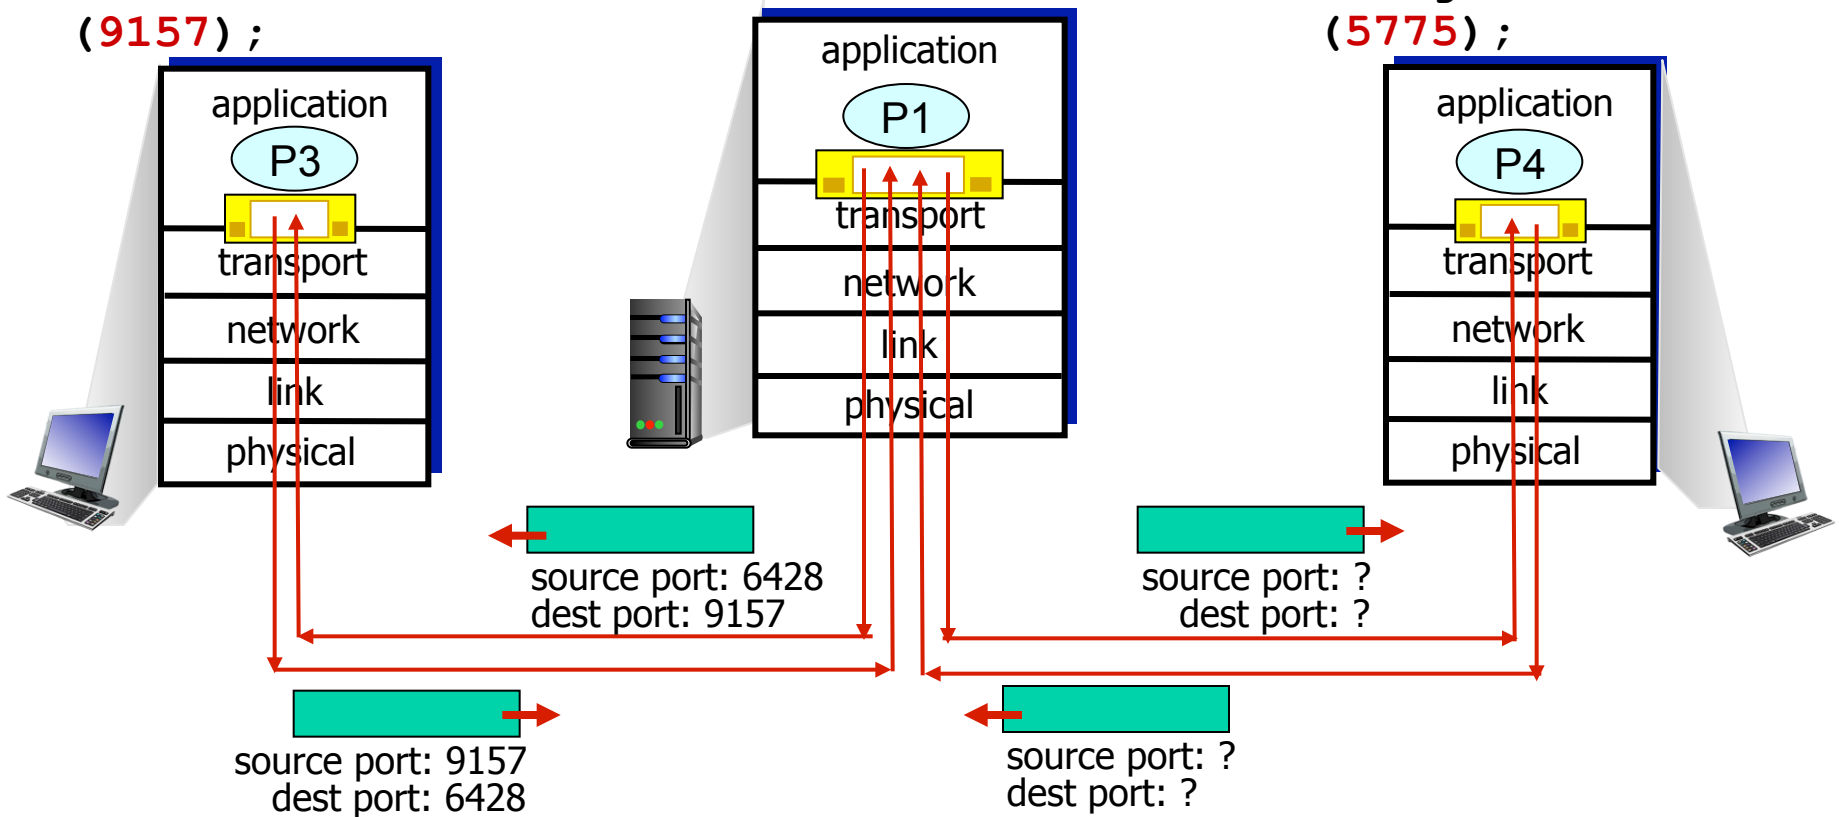 (9157);
application
P3
transport
network
link
physical
application
P1
transport
network
link
physical
(5775);
application
P4
transport
network
link
physical
source port: 6428
dest port: 9157
source port: ?
dest port: ?
source port: 9157
dest port: 6428
source port: ?
dest port: ?